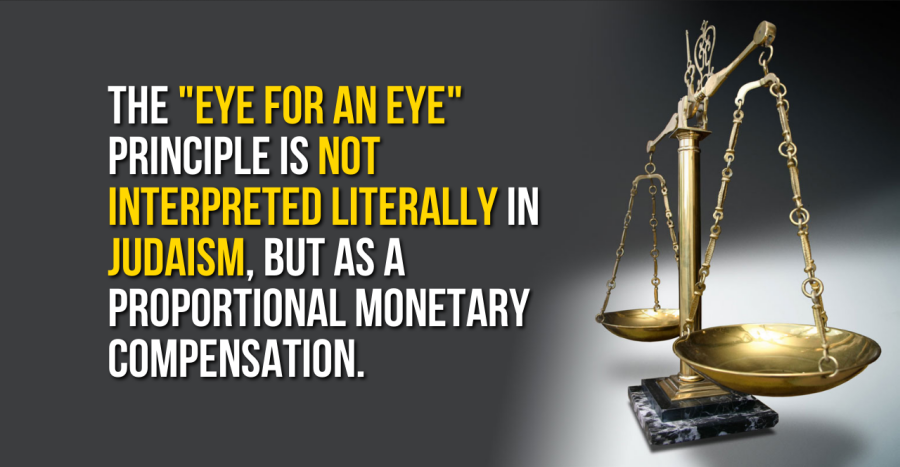 THE "EYE FOR AN EYE"
PRINCIPLE IS NOT
INTERPRETED LITERALLY IN
JUDAISM, BUT AS A
PROPORTIONAL MONETARY
COMPENSATION.